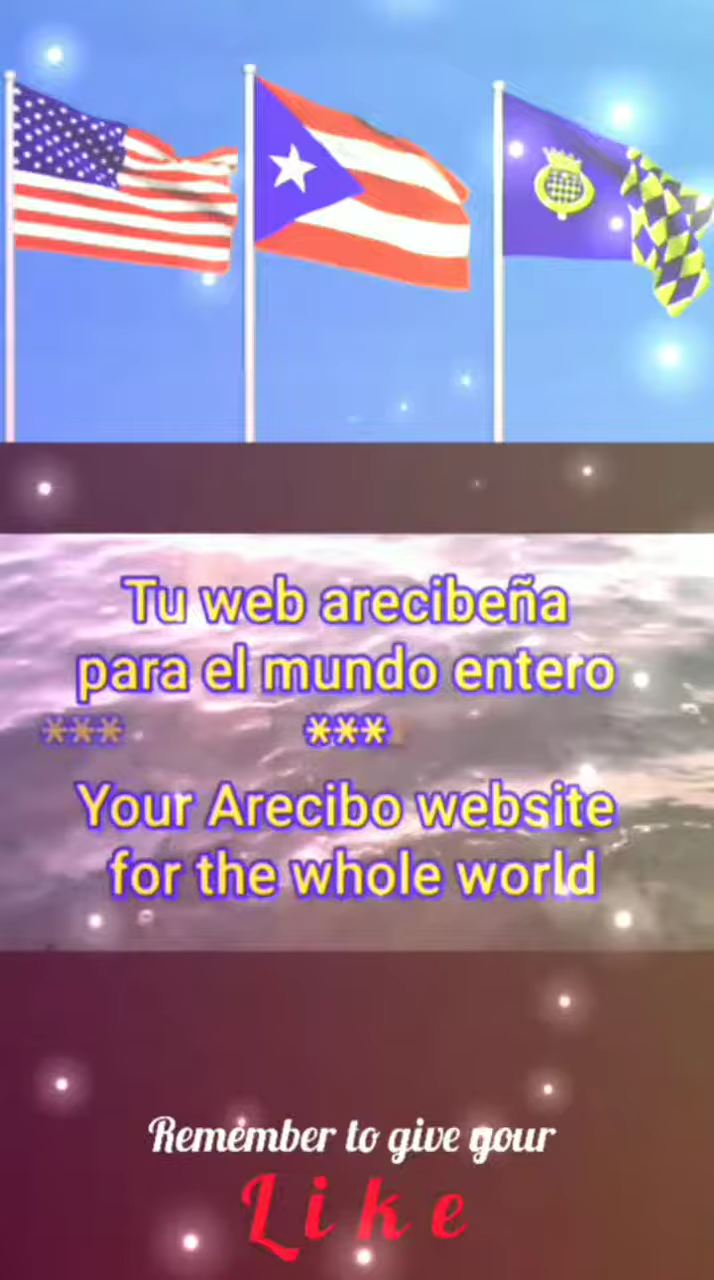 Tu web arecibeña
para el mundo entero
*** ***
Your Arecibo website
for the whole world
Remember to give your
Like